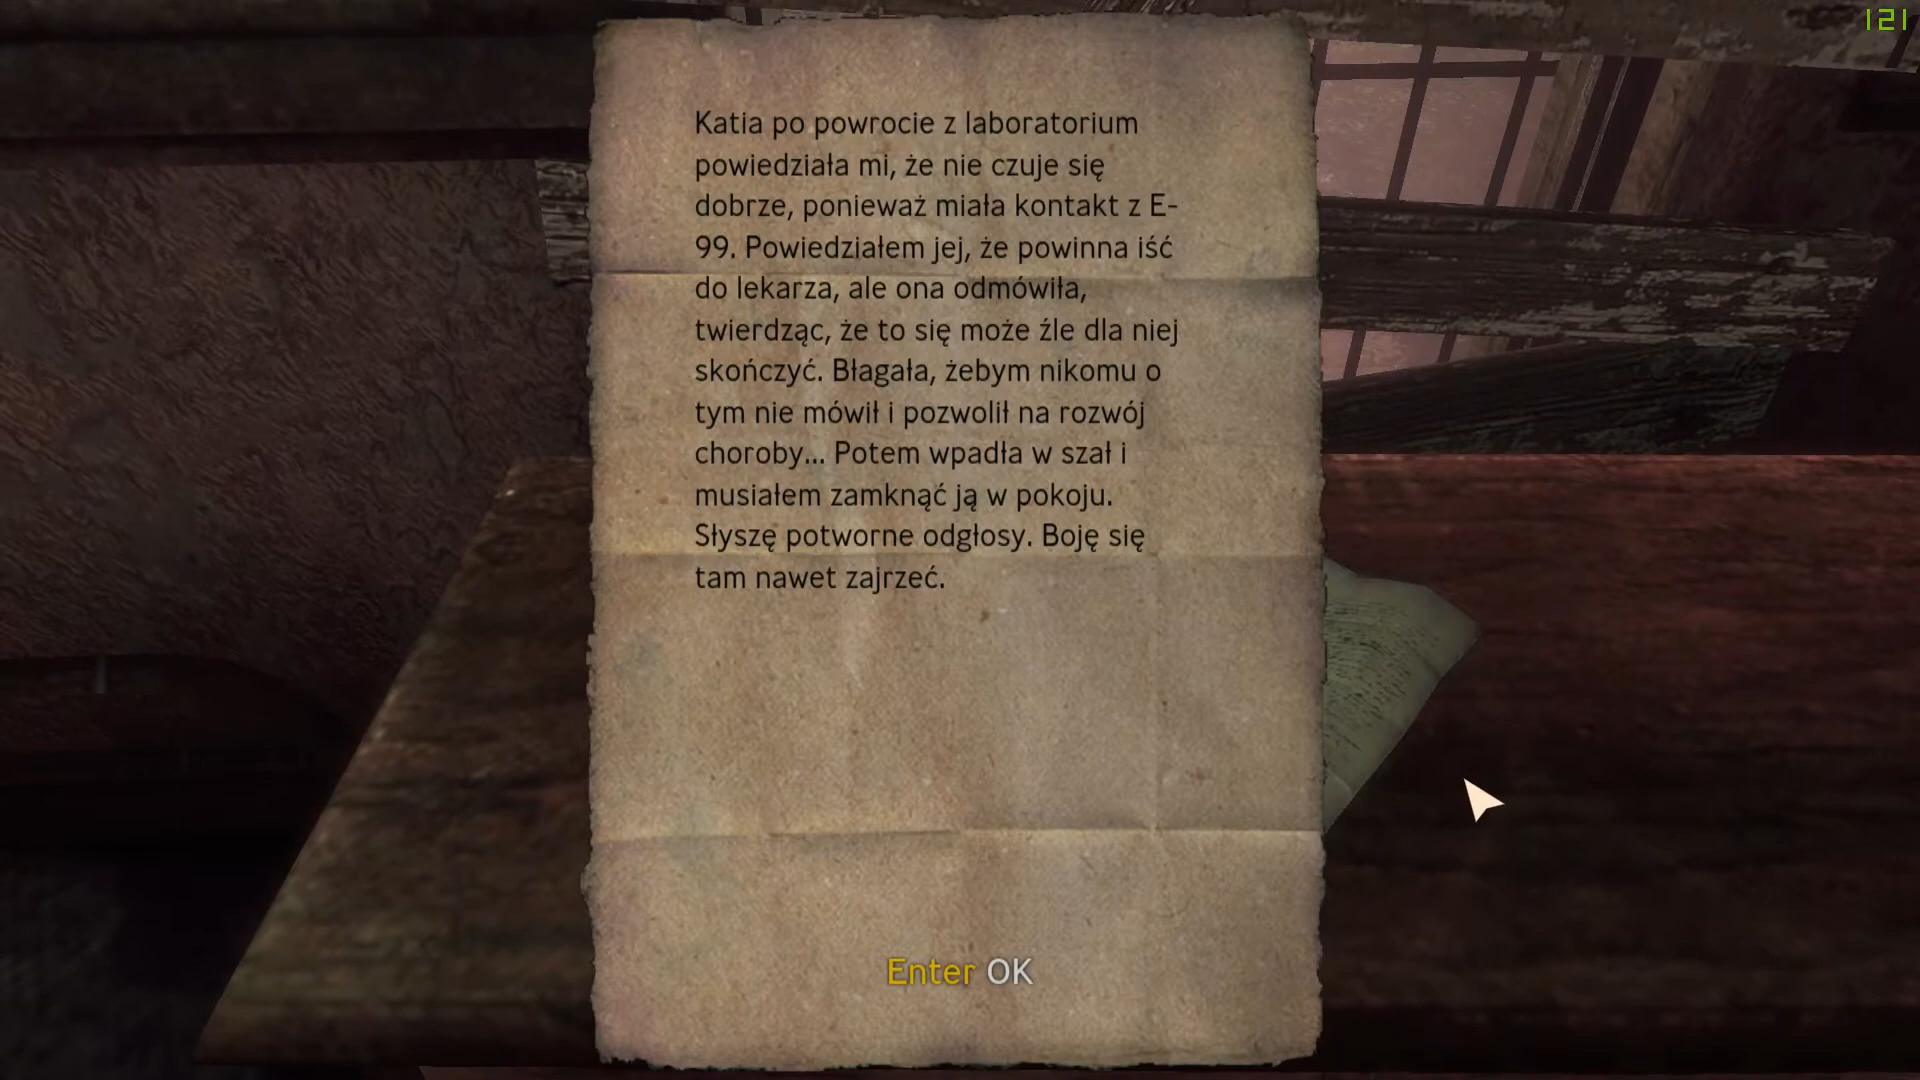 121
Katia po powrocie z laboratorium
powiedziała mi, że nie czuje się
dobrze, ponieważ miała kontakt z E-
99. Powiedziałem jej, że powinna iść
do lekarza, ale ona odmówiła,
twierdząc, że to się może źle dla niej
skończyć. Błagała, żebym nikomu o
tym nie mówił i pozwolił na rozwój
choroby... Potem wpadła w szał i
musiałem zamknąć ją w pokoju.
Słyszę potworne odgłosy. Boję się
tam nawet zajrzeć.
Enter OK